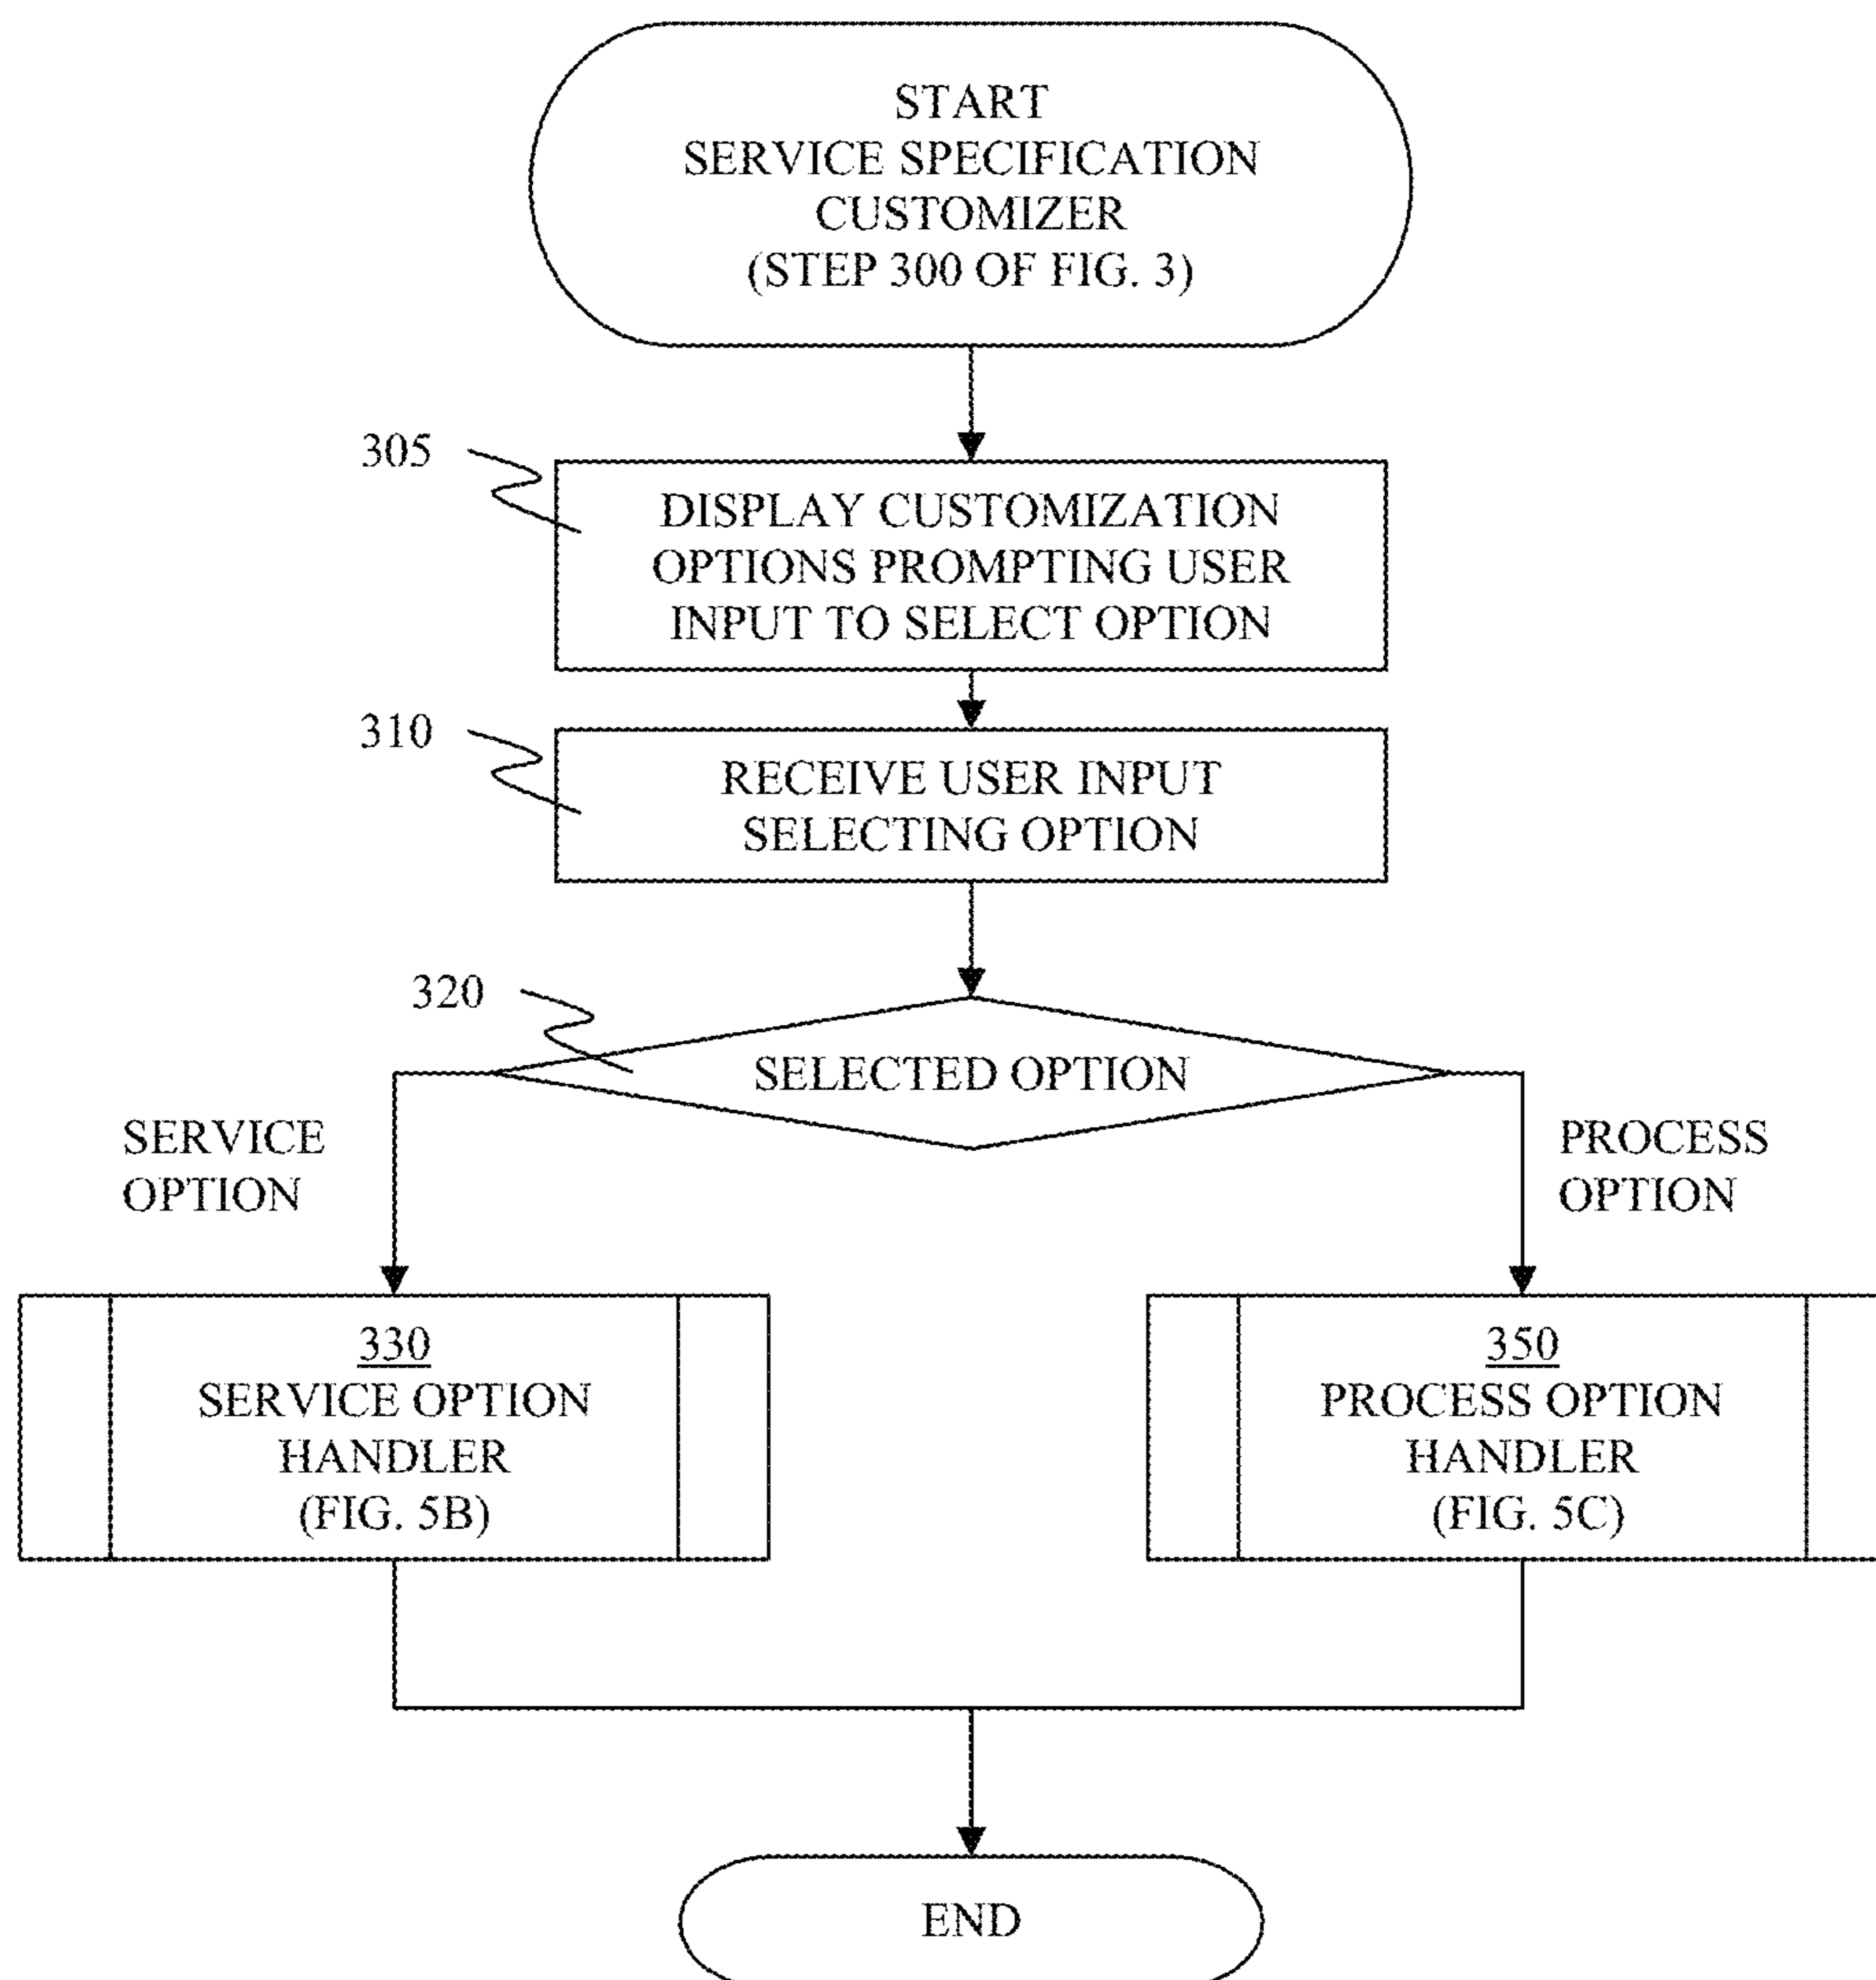 START
SERVICE SPECIFICATION
CUSTOMIZER
(STEP 300 OF FIG. 3)
305
DISPLAY CUSTOMIZATION
OPTIONS PROMPTING USER
INPUT TO SELECT OPTION
310
RECEIVE USER INPUT
SELECTING OPTION
320
SELECTED OPTION
SERVICE
OPTION
PROCESS
OPTION
330
SERVICE OPTION
HANDLER
(FIG. 5B)
350
PROCESS OPTION
HANDLER
(FIG. 5C)
END